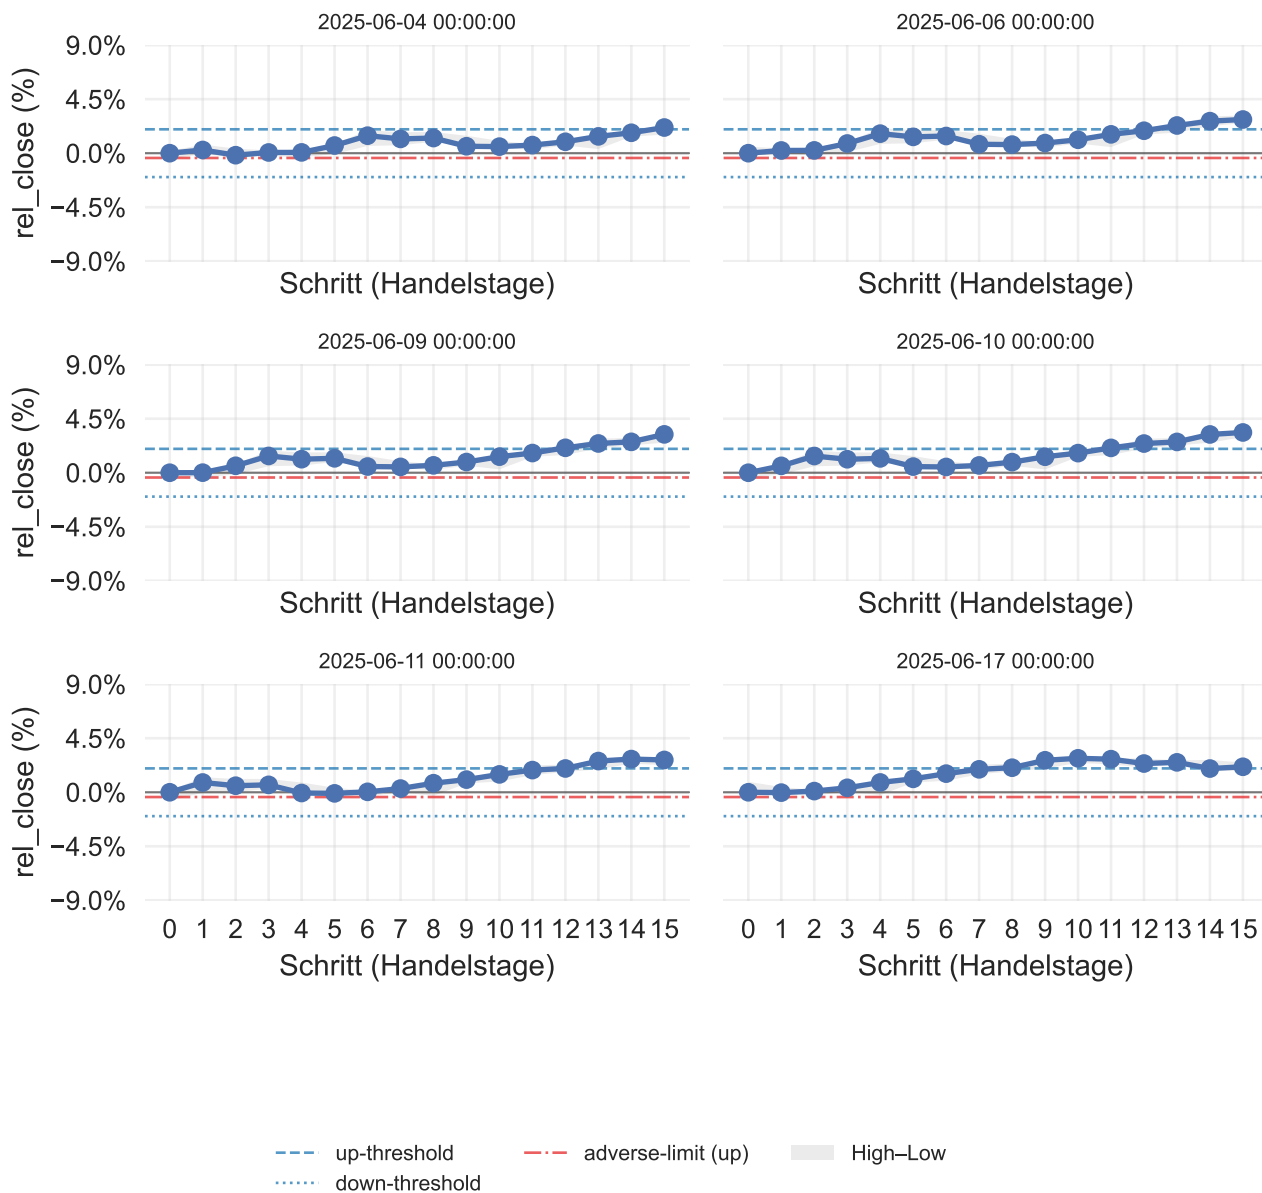 2025-06-04 00:00:00
2025-06-06 00:00:00
9.0%
4.5%
0.0%
−4.5%
−9.0%
rel_close (%)
Schritt (Handelstage)
Schritt (Handelstage)
2025-06-09 00:00:00
2025-06-10 00:00:00
9.0%
4.5%
0.0%
−4.5%
−9.0%
rel_close (%)
Schritt (Handelstage)
Schritt (Handelstage)
2025-06-11 00:00:00
2025-06-17 00:00:00
9.0%
4.5%
0.0%
−4.5%
−9.0%
rel_close (%)
0 1 2 3 4 5 6 7 8 9 10 11 12 13 14 15
0 1 2 3 4 5 6 7 8 9 10 11 12 13 14 15
Schritt (Handelstage)
Schritt (Handelstage)
up-threshold
adverse-limit (up)
High–Low
down-threshold